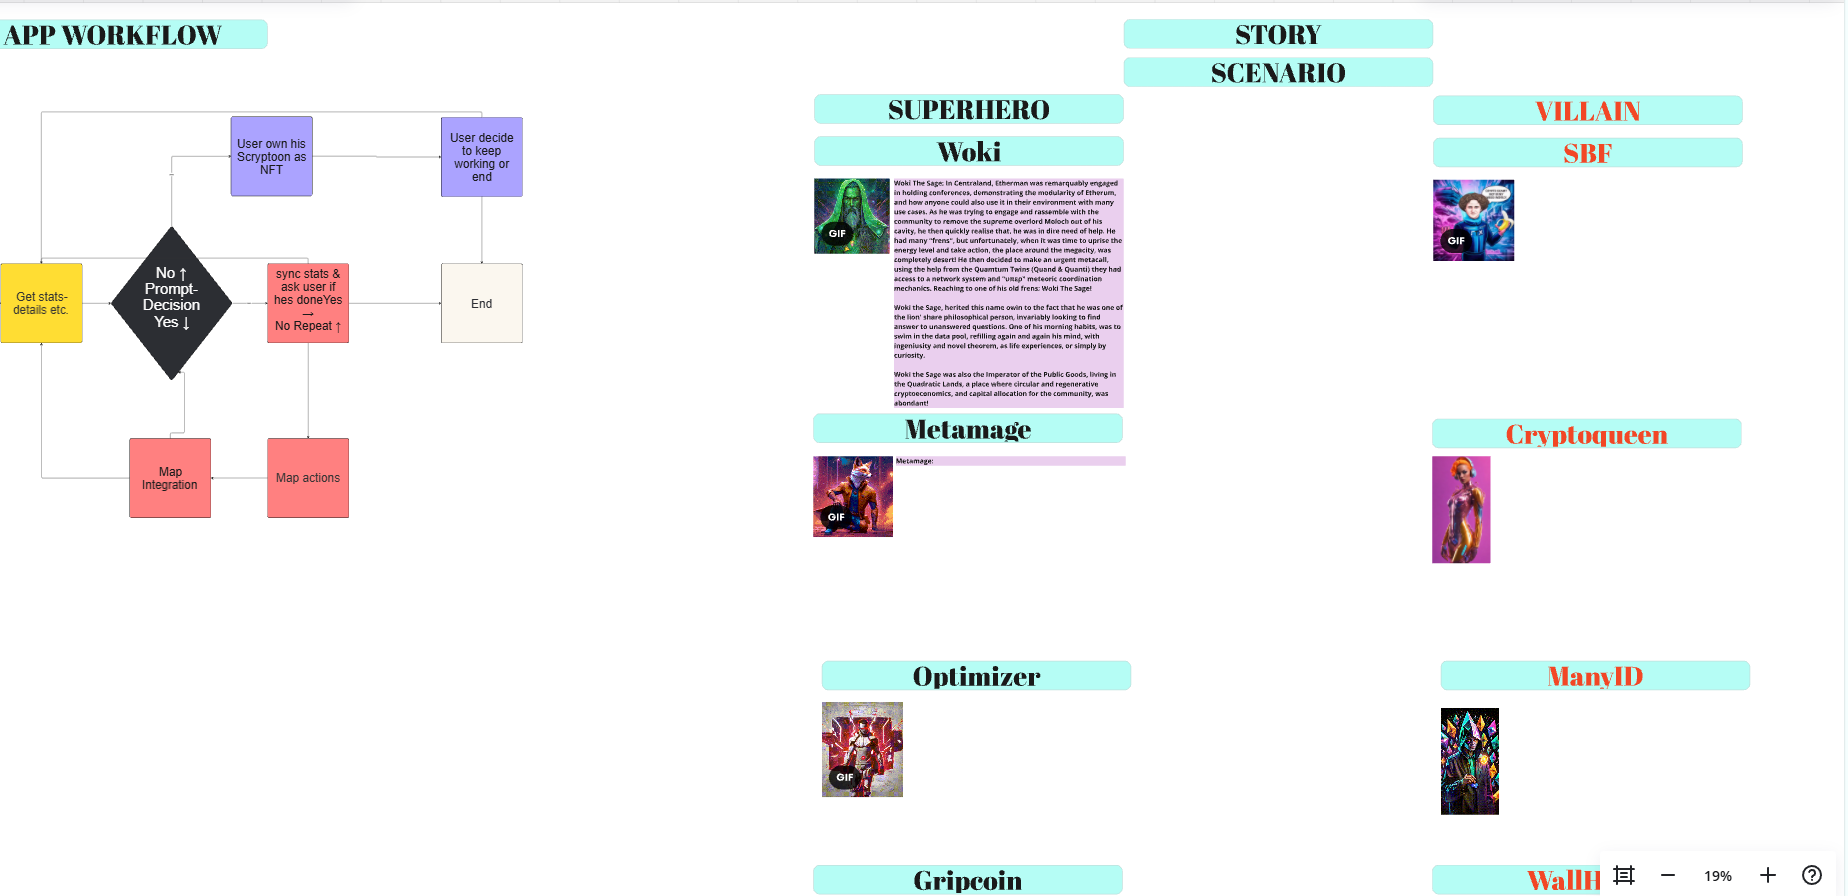 APP WORKFLOW
User own his
Scryptoon as
NFT
User decide
to keep
working or
end
Get stats-
details etc.
No ↑
Prompt-
Decision
Yes ↓
sync stats &
ask user if
hes doneYes
→
No Repeat ↑
End
Map
Integration
Map actions
STORY
SCENARIO
SUPERHERO
Woki
GIF
Woki The Sage: In Centraland, Etherman was remarquably engaged
in holding conferences, demonstrating the modularity of Etherum,
and how anyone could also use it in their environment with many
use cases. As he was trying to engage and rassemble with the
community to remove the supreme overlord Moloch out of his
cavity, he then quickly realise that, he was in dire need of help. He
had many "frens", but unfortunately, when it was time to uprise the
energy level and take action, the place around the megacity, was
completely desert! He then decided to make an urgent metacall,
using the help from the Quamtum Twins (Quand & Quanti) they had
access to a network system and "umap" meteoric coordination
mechanics. Reaching to one of his old frens: Woki The Sage!
Woki the Sage, herited this name owin to the fact that he was one of
the lion' share philosophical person, invariably looking to find
answer to unanswered questions. One of his morning habits, was to
swim in the data pool, refilling again and again his mind, with
ingeniusity and novel theorem, as life experiences, or simply by
curiosity.
Woki the Sage was also the Imperator of the Public Goods, living in
the Quadratic Lands, a place where circular and regenerative
cryptoeconomics, and capital allocation for the community, was
abondant!
Metamage
GIF
Metamage:
Optimizer
GIF
Gripcoin
VILLAIN
SBF
GIF
Cryptoqueen
ManyID
WallH
19%